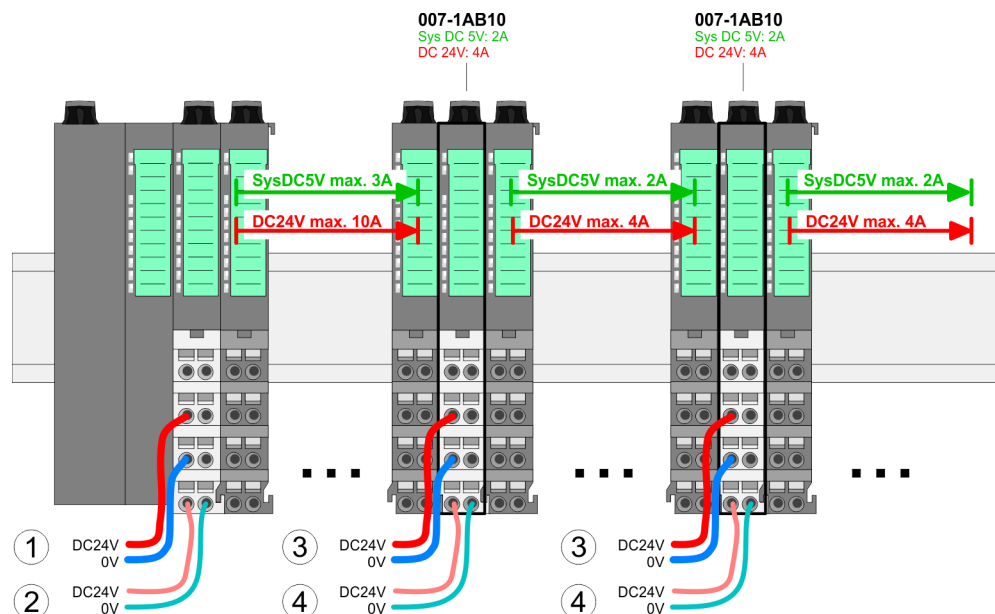 007-1AB10
Sys DC 5V: 2A
DC 24V: 4A
007-1AB10
Sys DC 5V: 2A
DC 24V: 4A
SysDC5V max. 3A
SysDC5V max. 2A
SysDC5V max. 2A
DC24V max. 10A
DC24V max. 4A
DC24V max. 4A
1 DC24V
0V
3 DC24V
0V
3 DC24V
0V
2 DC24V
0V
4 DC24V
0V
4 DC24V
0V